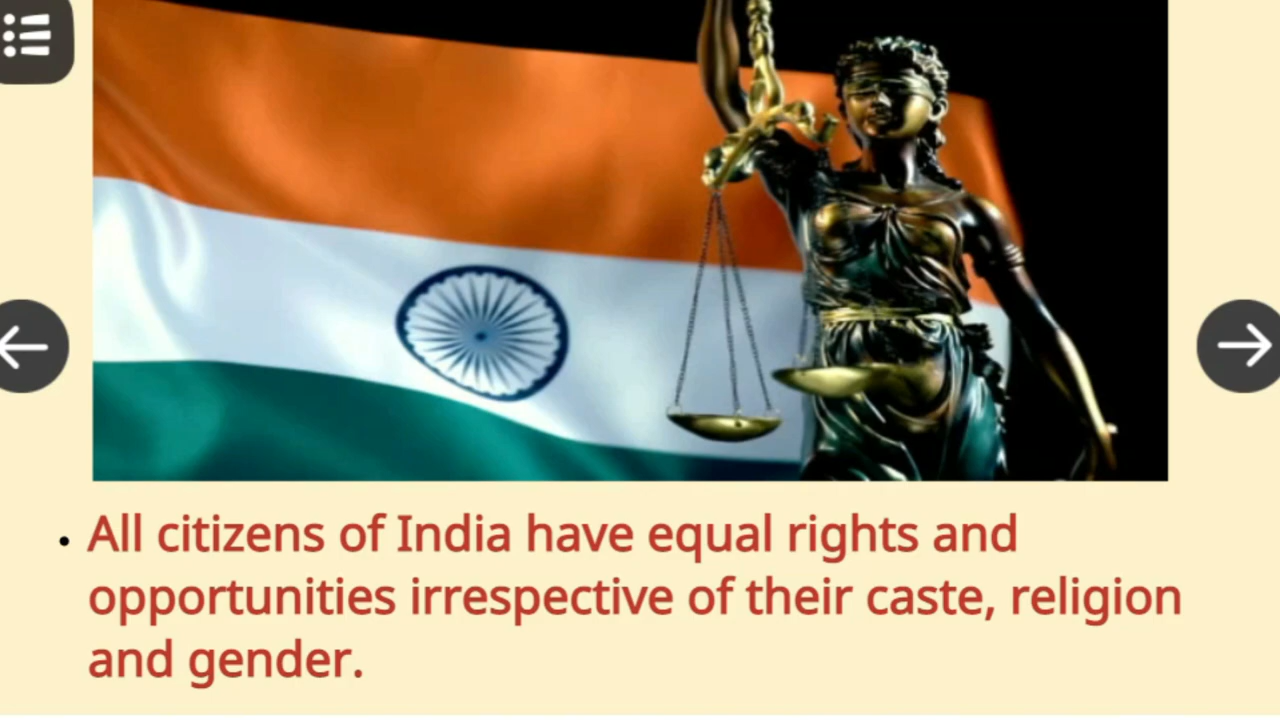 All citizens of India have equal rights and
opportunities irrespective of their caste, religion
and gender.